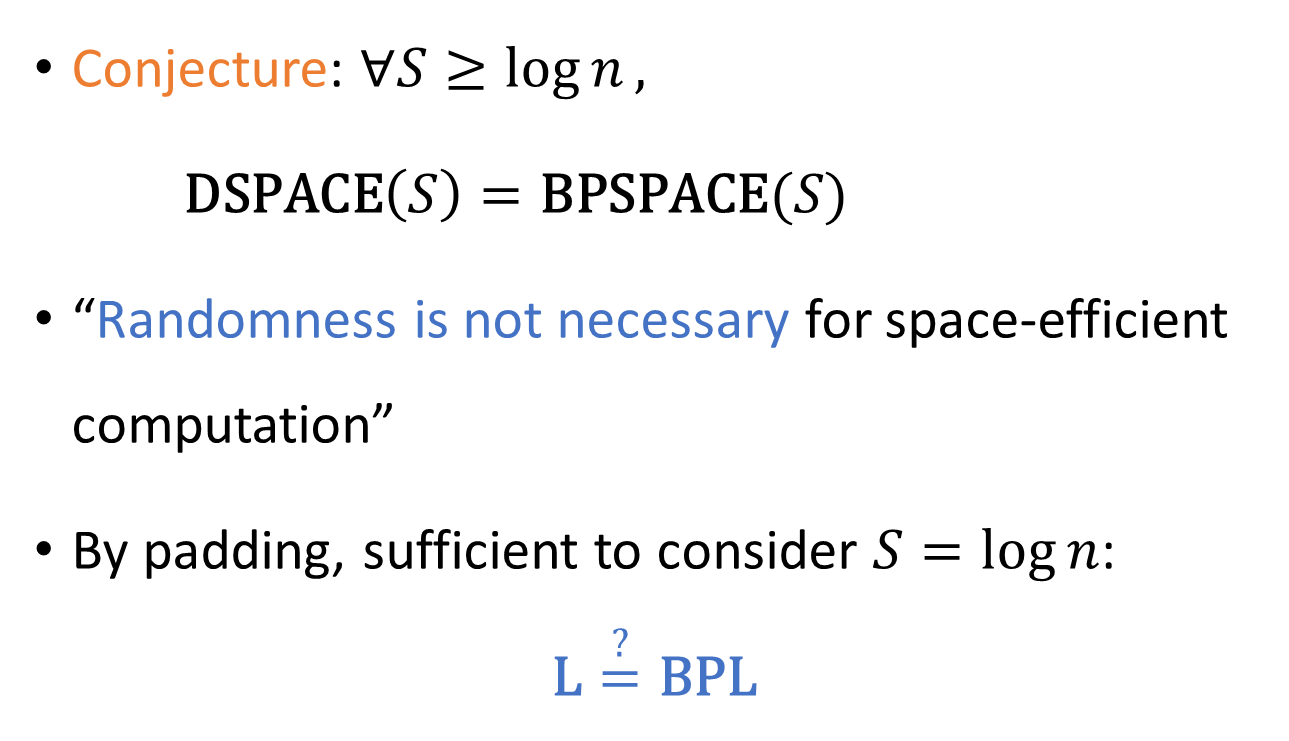 • Conjecture: ∀S ≥ log n ,
DSPACE(S) = BPSPACE(S)
• “Randomness is not necessary for space-efficient
computation”
• By padding, sufficient to consider S = log n:
L ≟ BPL